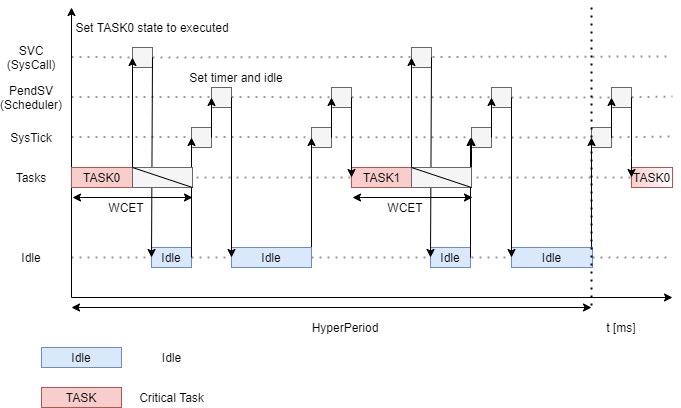 Set TASK0 state to executed
SVC
(SysCall)
Set timer and idle
PendSV
(Scheduler)
SysTick
Tasks
TASK0
TASK1
TASK0
WCET
WCET
Idle
Idle
Idle
Idle
Idle
HyperPeriod
t [ms]
Idle
Idle
TASK
Critical Task